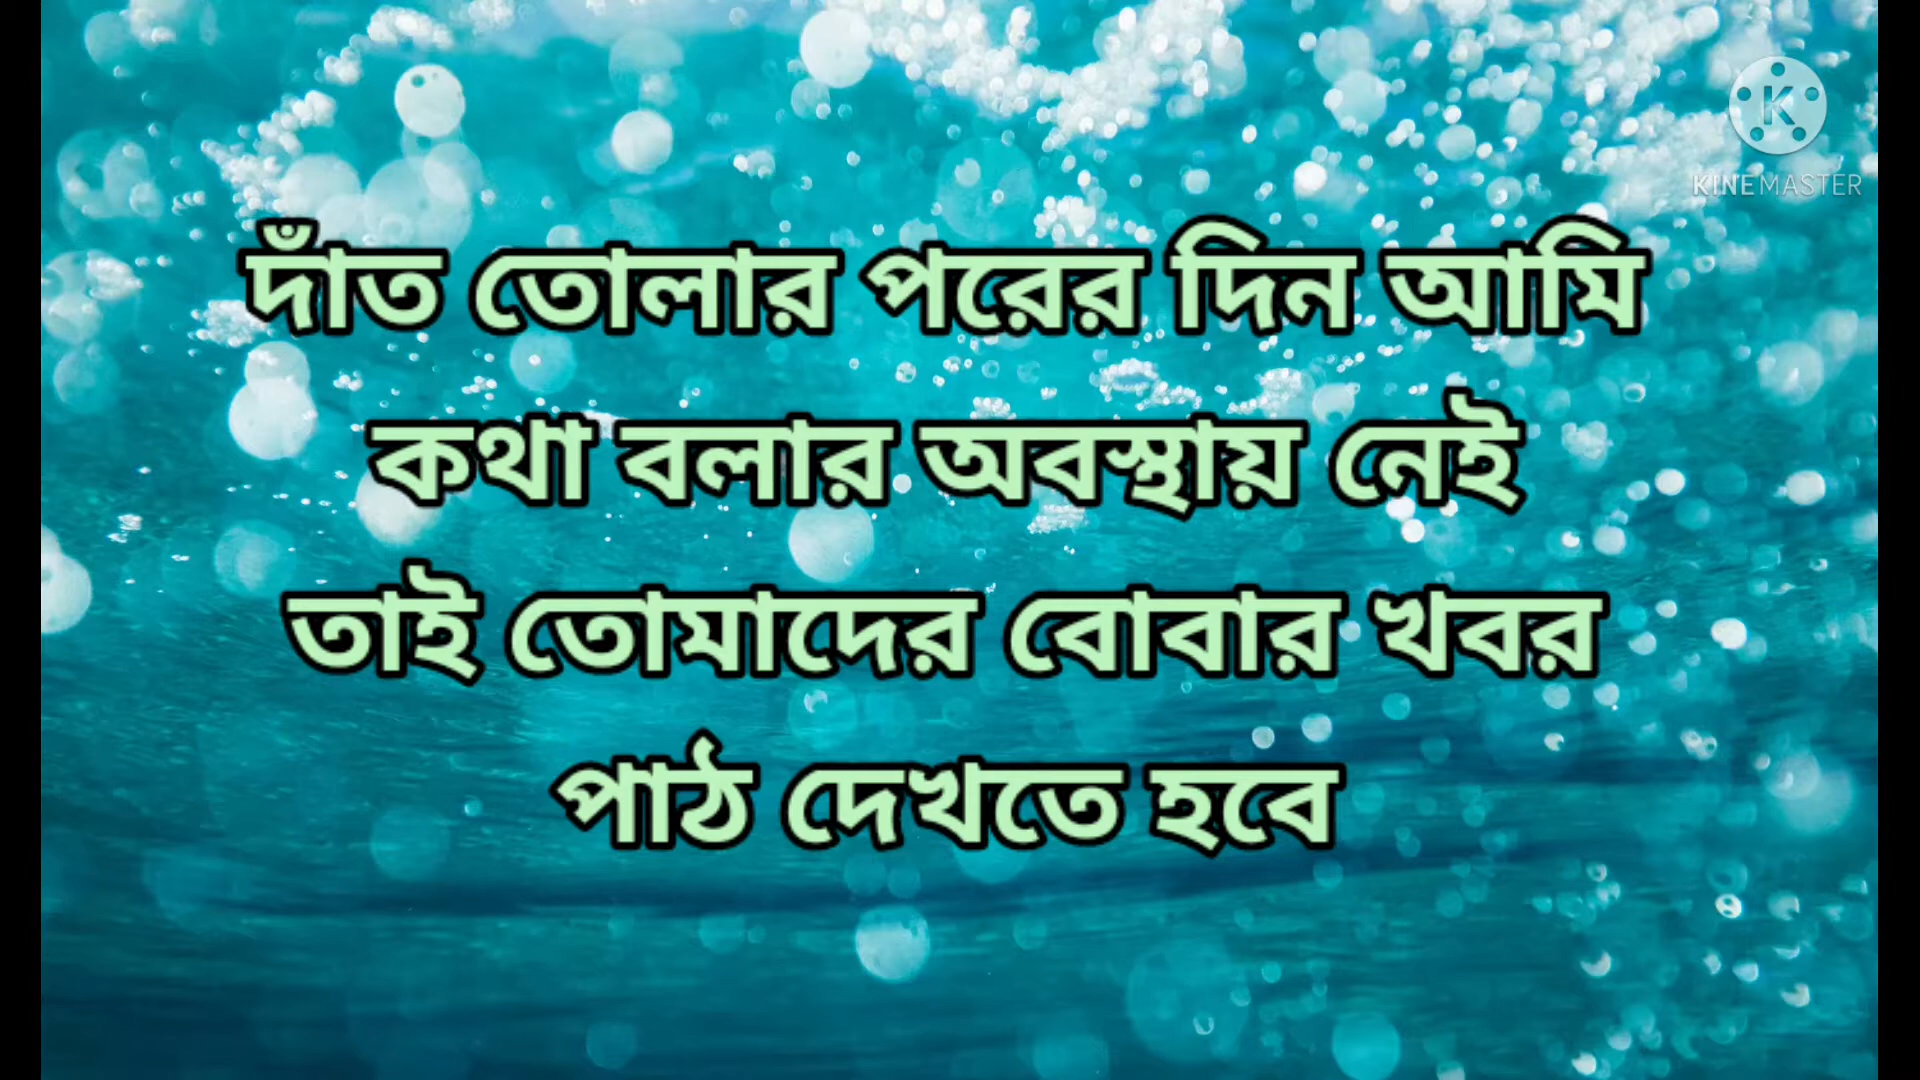 KINEMASTER
দাঁত তোলার পরের দিন আমি
কথা বলার অবস্থায় নেই
তাই তোমাদের বোবার খবর
পাঠ দেখতে হবে